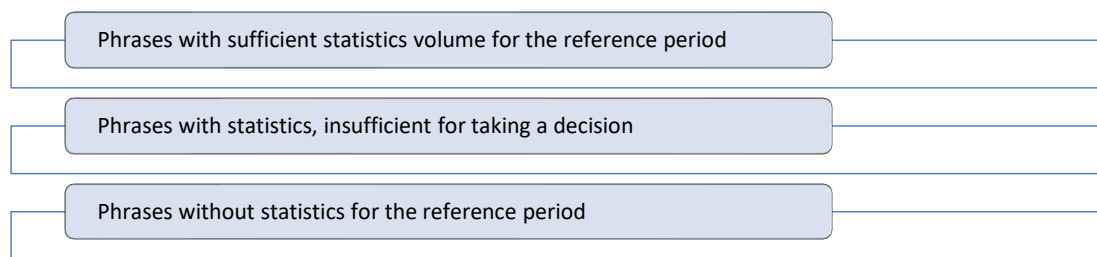 Phrases with sufficient statistics volume for the reference period
Phrases with statistics, insufficient for taking a decision
Phrases without statistics for the reference period